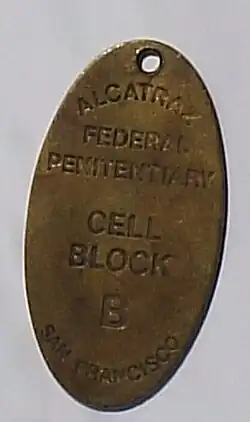 ALCATRAZ
FEDERAL
PENITENTIARY
CELL
BLOCK
B
SAN FRANCISCO